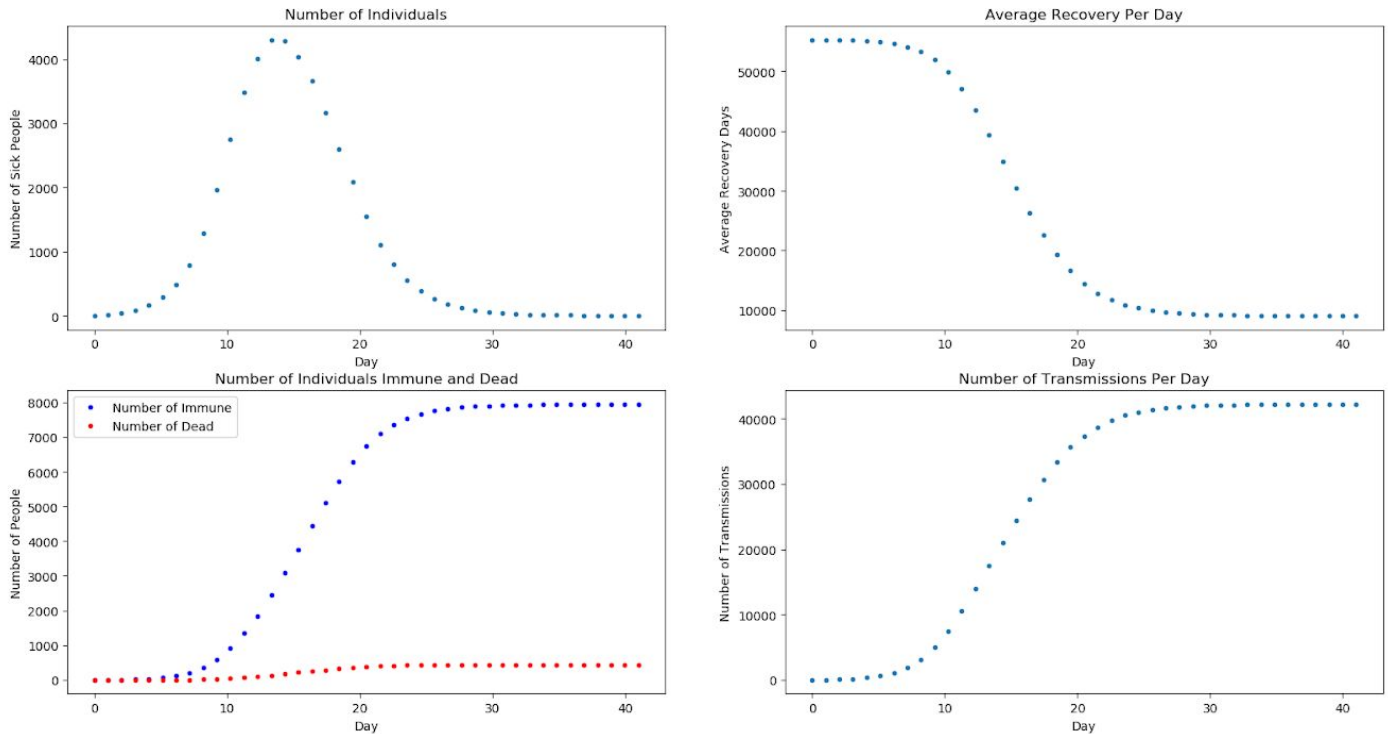 Number of Individuals
Number of Sick People
4000
3000
2000
1000
0
0 10 20 30 40
Day
Average Recovery Per Day
Average Recovery Days
50000
40000
30000
20000
10000
0 10 20 30 40
Day
Number of Individuals Immune and Dead
Number of People
8000
7000
6000
5000
4000
3000
2000
1000
0
Number of Immune
Number of Dead
0 10 20 30 40
Day
Number of Transmissions Per Day
Number of Transmissions
40000
30000
20000
10000
0
0 10 20 30 40
Day